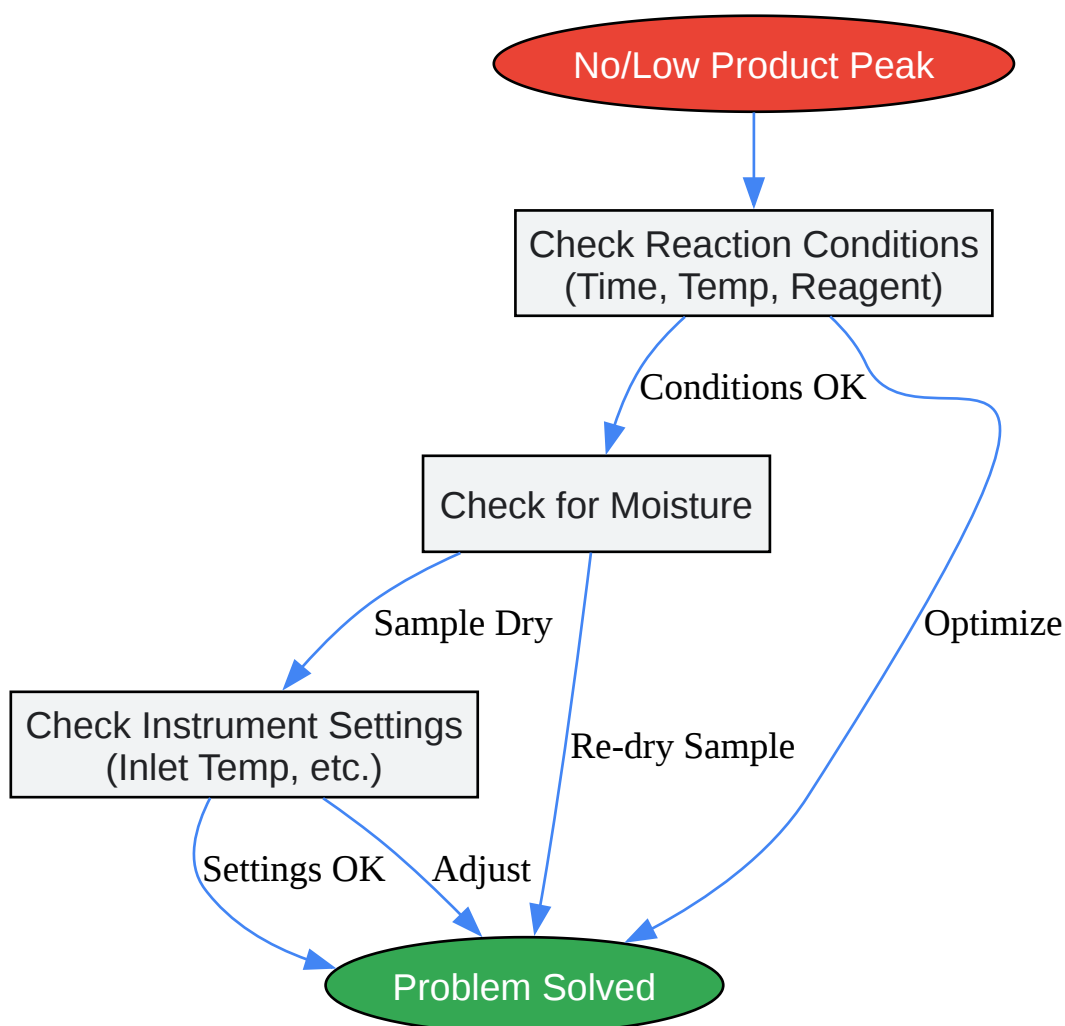 No/Low Product Peak
Check Reaction Conditions
(Time, Temp, Reagent)
Conditions OK
Check for Moisture
Sample Dry
Optimize
Check Instrument Settings
(Inlet Temp, etc.)
Re-dry Sample
Settings OK
Adjust
Problem Solved